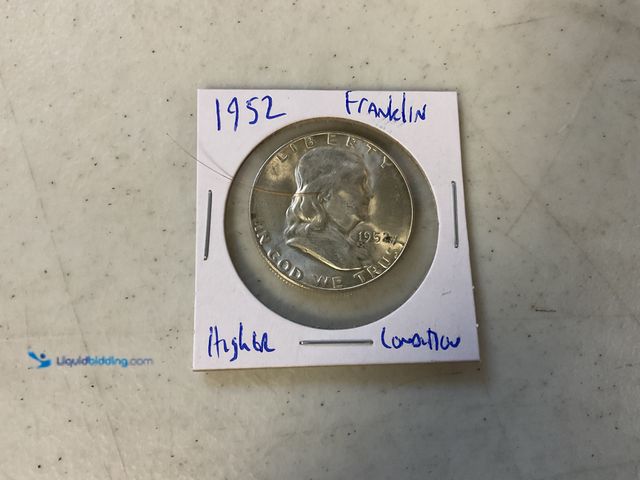 1952 Franklin
LIBERTY
1952
IN GOD WE TRUST
Higher Condition
Liquidbidding.com